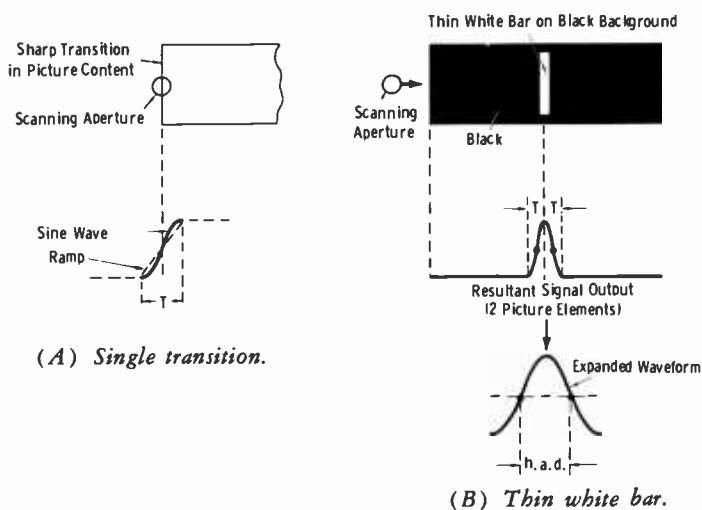 Sharp Transition
in Picture Content
Scanning Aperture
Sine Wave
Ramp
T
(A) Single transition.
Thin White Bar on Black Background
Scanning
Aperture
Black
T T
Resultant Signal Output
(2 Picture Elements)
Expanded Waveform
h.a.d.
(B) Thin white bar.